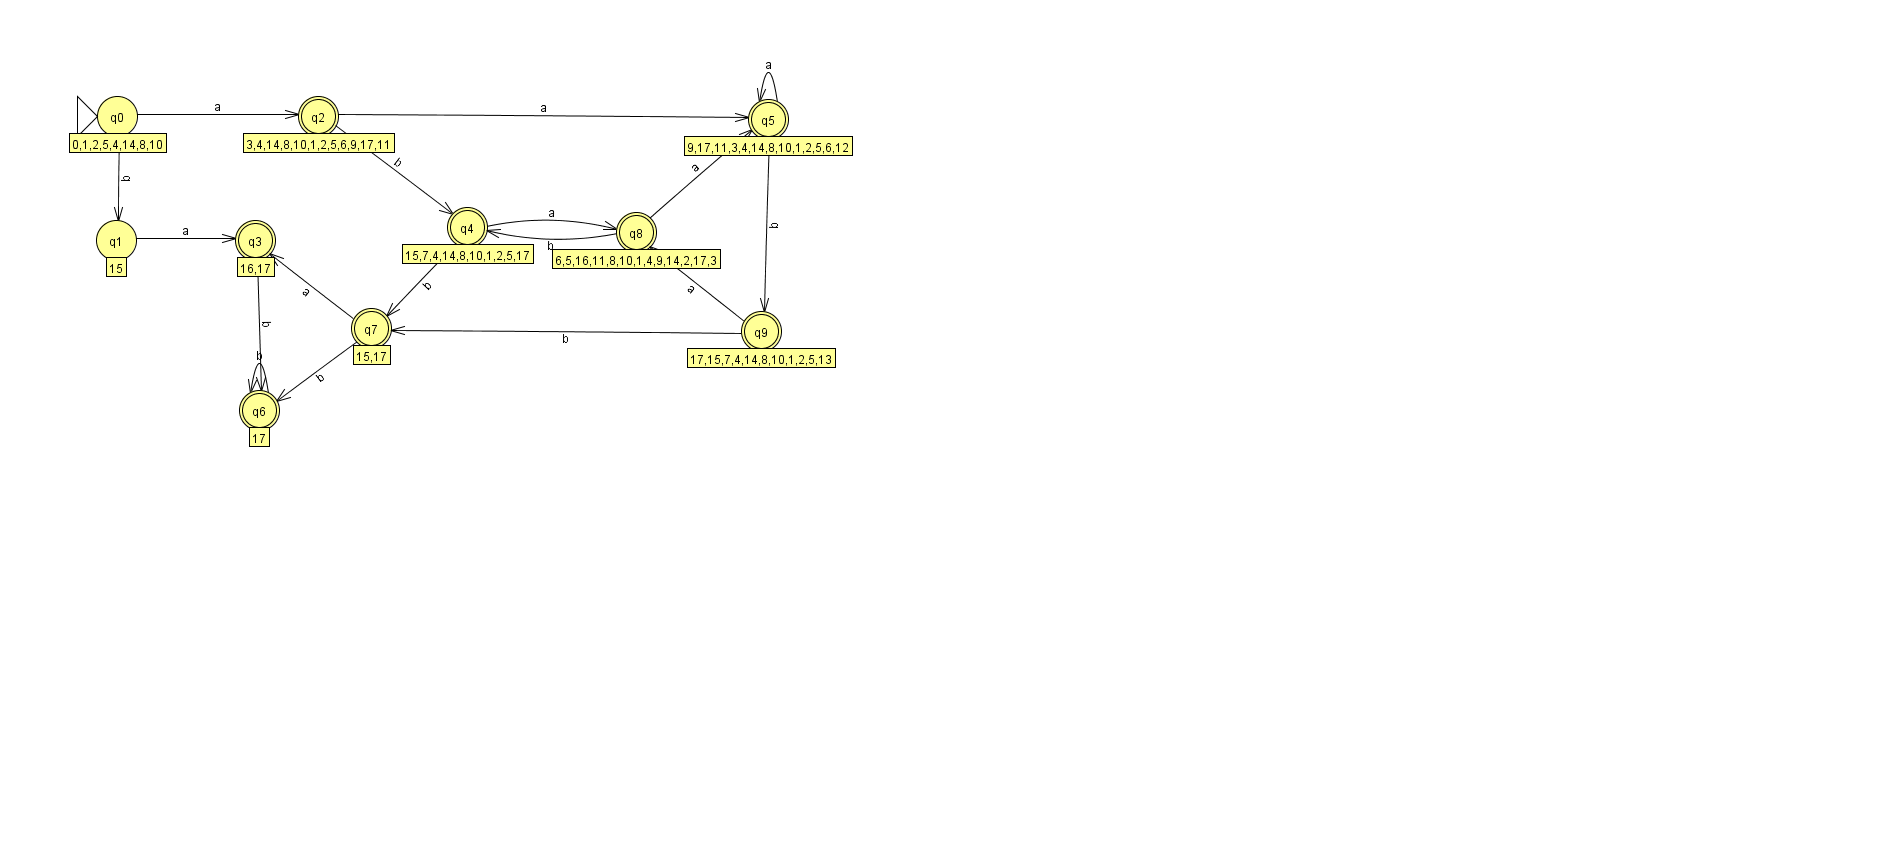 a
q0
a
q2
a
q5
0,1,2,5,4,14,8,10
3,4,14,8,10,1,2,5,6,9,17,11
9,17,11,3,4,14,8,10,1,2,5,6,12
b
b
a
q1
a
q3
q4
a
q8
b
15
16,17
15,7,4,14,8,10,1,2,5,17
b
6,5,16,11,8,10,1,4,9,14,2,17,3
a
b
a
b
q7
b
q9
15,17
17,15,7,4,14,8,10,1,2,5,13
b
b
q6
17